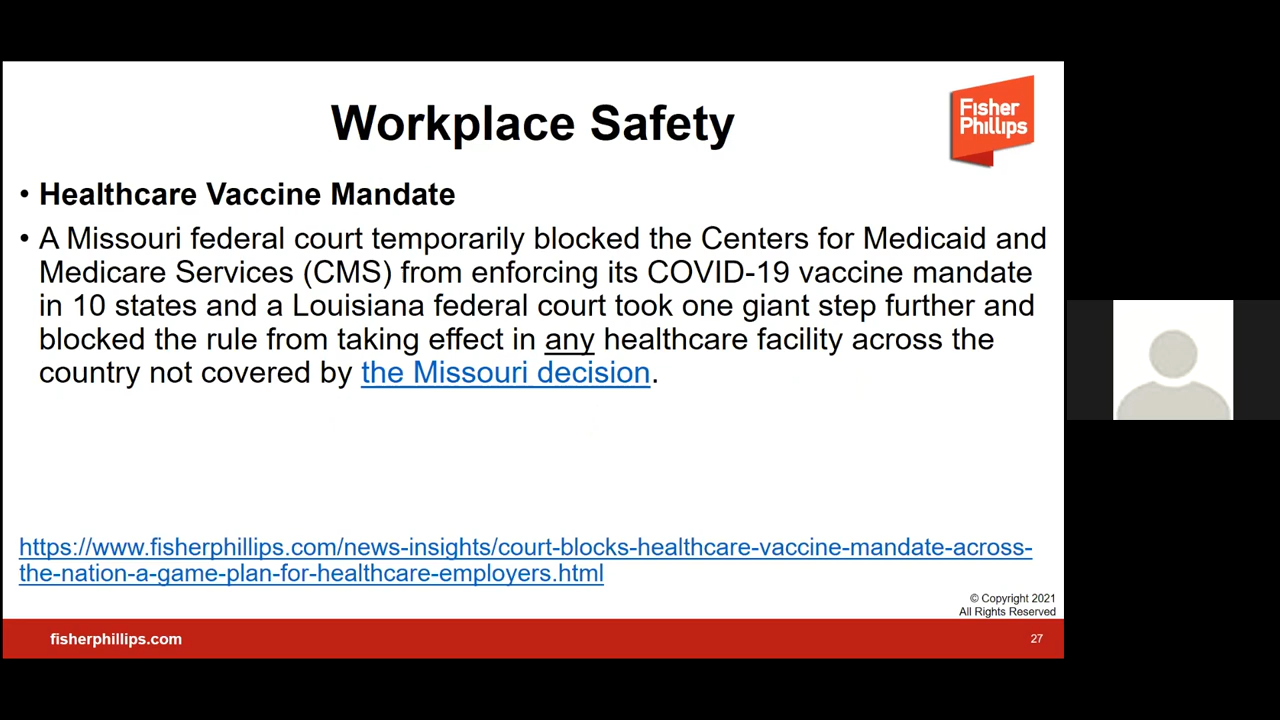 Workplace Safety
Fisher
Phillips
• Healthcare Vaccine Mandate
• A Missouri federal court temporarily blocked the Centers for Medicaid and
Medicare Services (CMS) from enforcing its COVID-19 vaccine mandate
in 10 states and a Louisiana federal court took one giant step further and
blocked the rule from taking effect in any healthcare facility across the
country not covered by the Missouri decision.
https://www.fisherphillips.com/news-insights/court-blocks-healthcare-vaccine-mandate-across-
the-nation-a-game-plan-for-healthcare-employers.html
© Copyright 2021
All Rights Reserved
fisherphillips.com
27